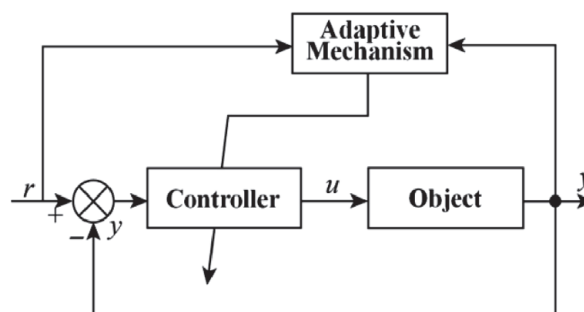 Adaptive
Mechanism
r
+
−
y
Controller
u
Object
y